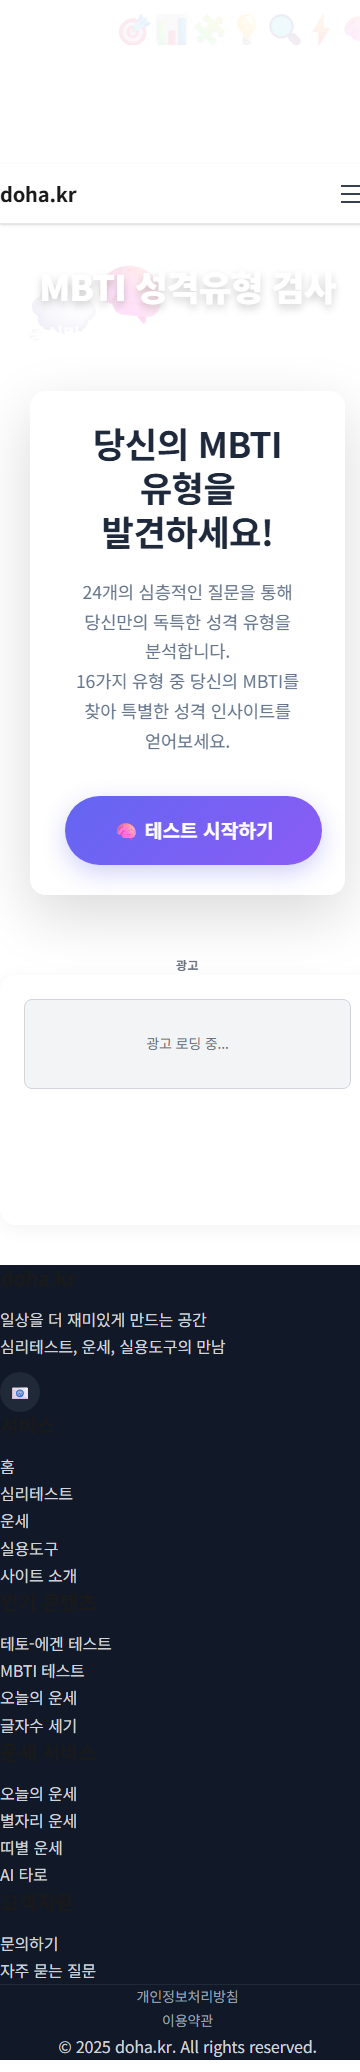 doha.kr
MBTI 성격유형 검사
당신의 MBTI
유형을
발견하세요!
24개의 심층적인 질문을 통해
당신만의 독특한 성격 유형을
분석합니다.
16가지 유형 중 당신의 MBTI를
찾아 특별한 성격 인사이트를
얻어보세요.
테스트 시작하기
광고
광고 로딩 중...
일상을 더 재미있게 만드는 공간
심리테스트, 운세, 실용도구의 만남
홈
심리테스트
운세
실용도구
사이트 소개
테토-에겐 테스트
MBTI 테스트
오늘의 운세
글자수 세기
오늘의 운세
별자리 운세
띠별 운세
AI 타로
문의하기
자주 묻는 질문
개인정보처리방침
이용약관
© 2025 doha.kr. All rights reserved.